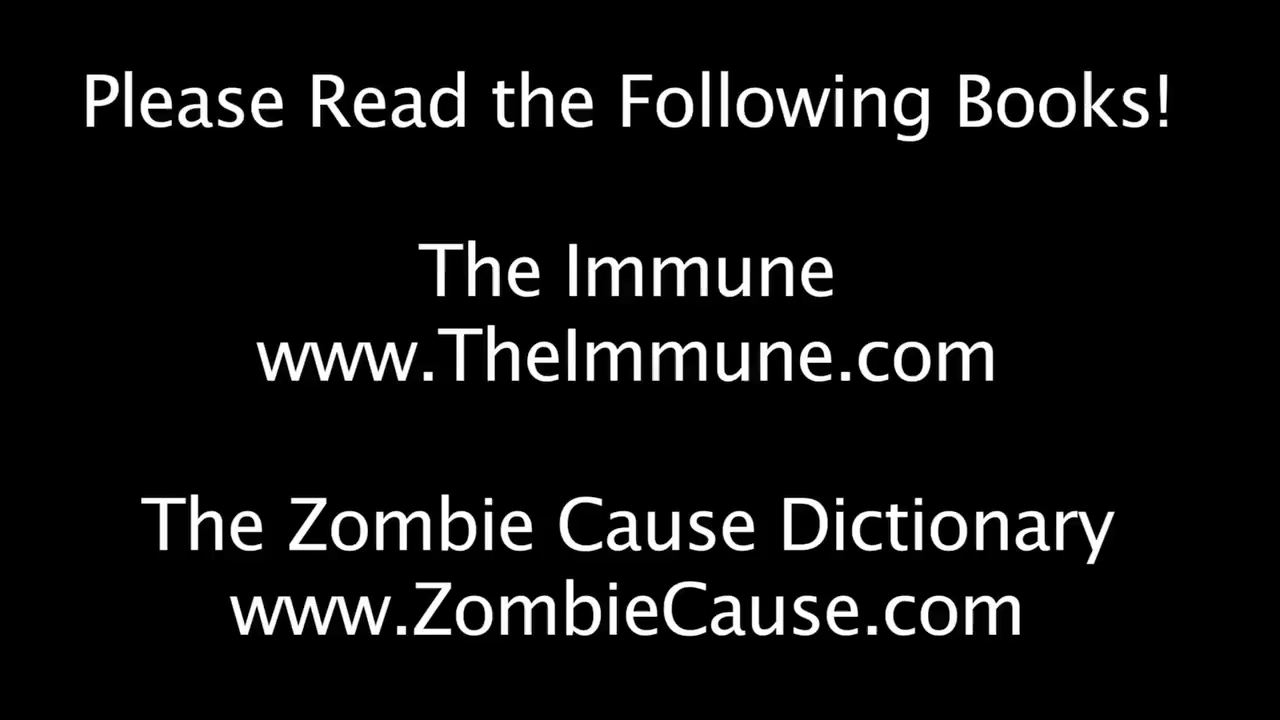 Please Read the Following Books!
The Immune
www.TheImmune.com
The Zombie Cause Dictionary
www.ZombieCause.com